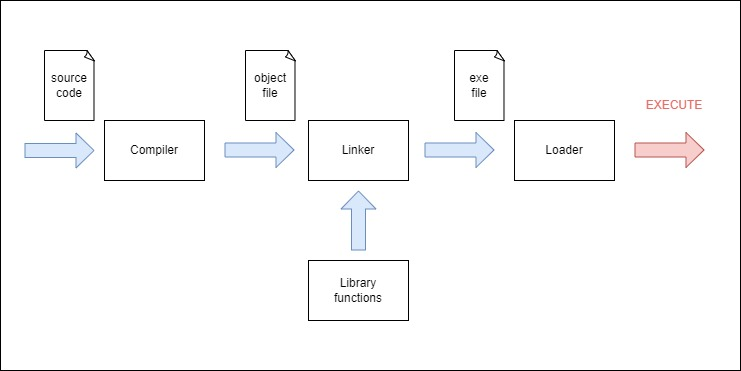 source
code
object
file
exe
file
EXECUTE
Compiler
Linker
Loader
Library
functions